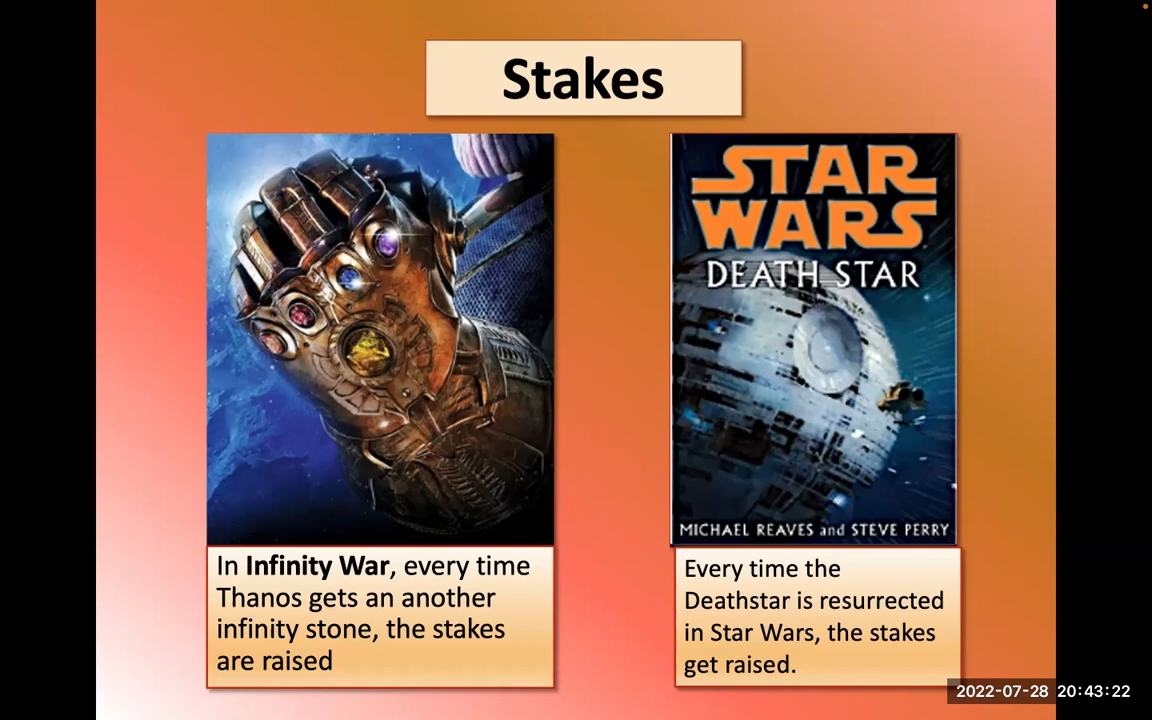 Stakes
STAR
WARS
DEATH STAR
MICHAEL REAVES and STEVE PERRY
In Infinity War, every time
Thanos gets an another
infinity stone, the stakes
are raised
Every time the
Deathstar is resurrected
in Star Wars, the stakes
get raised.
2022-07-28 20:43:22